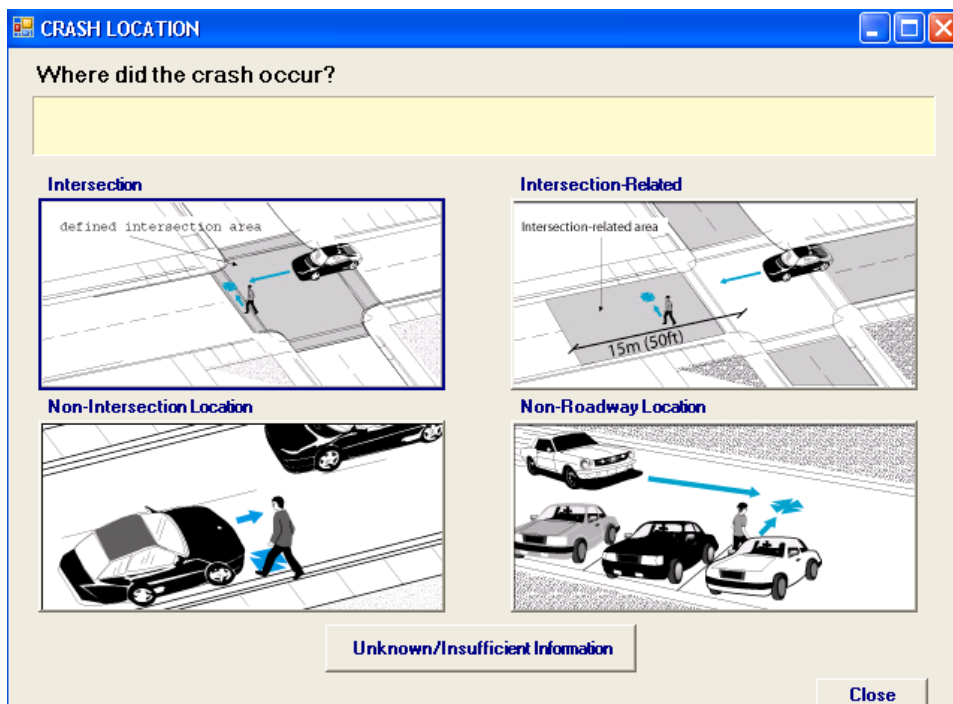 CRASH LOCATION
Where did the crash occur?
Intersection
defined intersection area
Intersection-Related
Intersection-related area
15m (50ft)
Non-Intersection Location
Non-Roadway Location
Unknown/Insufficient Information
Close